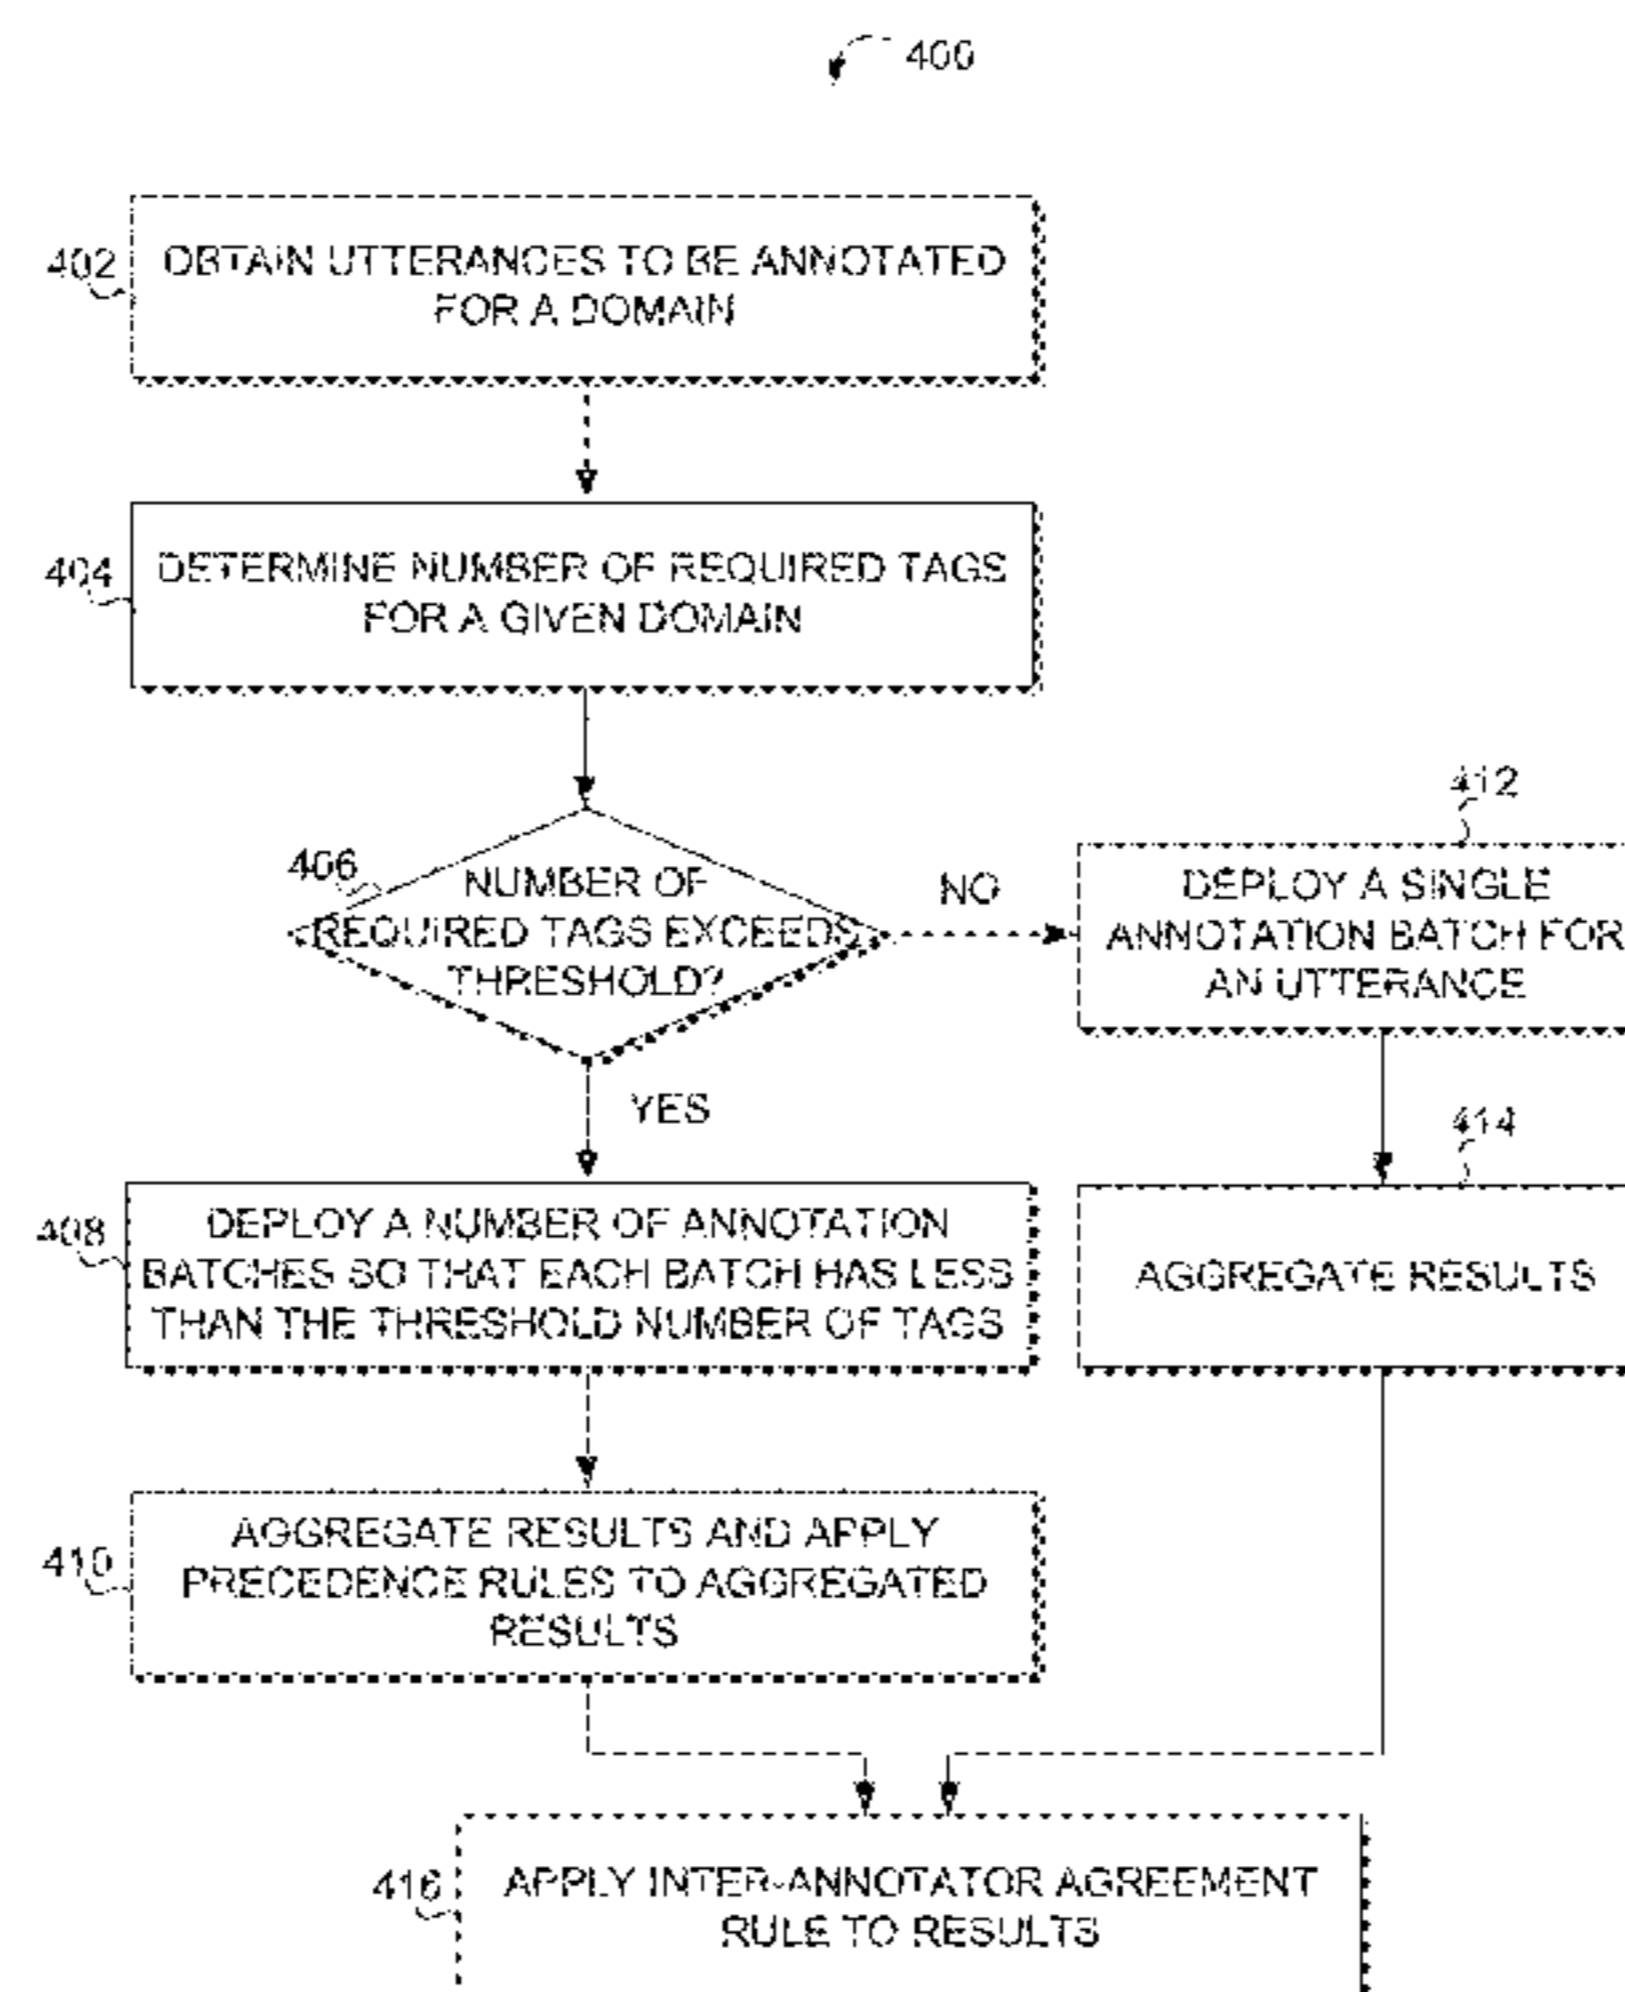 400
402
OBTAIN UTTERANCES TO BE ANNOTATED
FOR A DOMAIN
404
DETERMINE NUMBER OF REQUIRED TAGS
FOR A GIVEN DOMAIN
406
NUMBER OF
REQUIRED TAGS EXCEEDS
THRESHOLD?
NO
YES
412
DEPLOY A SINGLE
ANNOTATION BATCH FOR
AN UTTERANCE
408
DEPLOY A NUMBER OF ANNOTATION
BATCHES SO THAT EACH BATCH HAS LESS
THAN THE THRESHOLD NUMBER OF TAGS
414
AGGREGATE RESULTS
410
AGGREGATE RESULTS AND APPLY
PRECEDENCE RULES TO AGGREGATED
RESULTS
416
APPLY INTER-ANNOTATOR AGREEMENT
RULE TO RESULTS